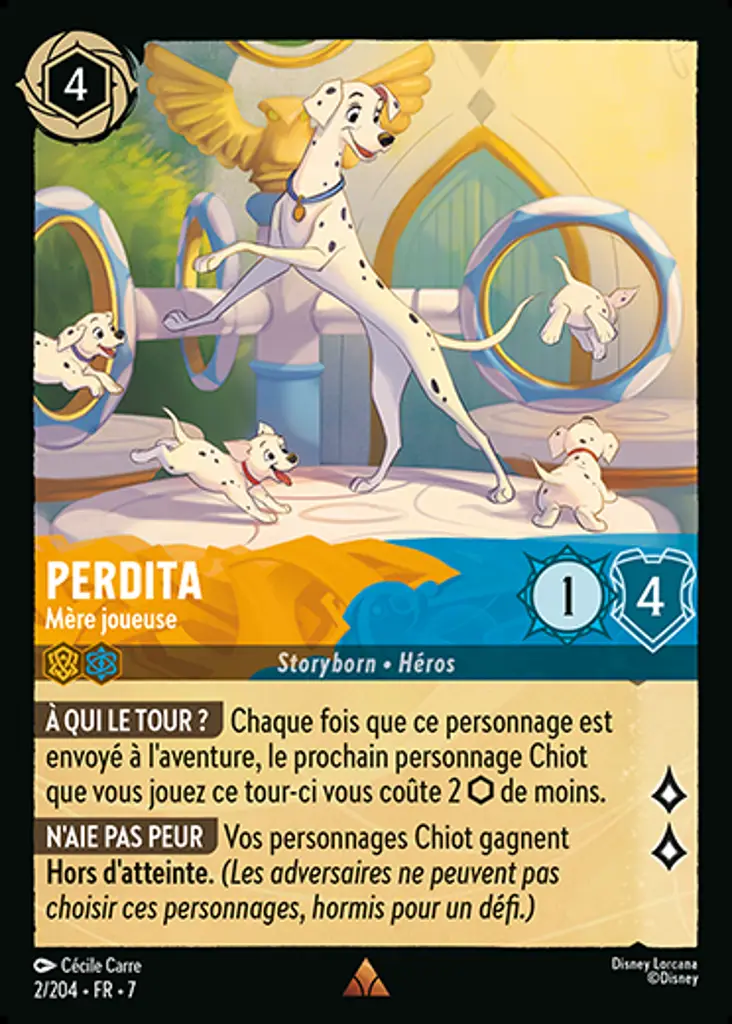 4
PERDITA
Mère joueuse
1
4
Storyborn • Héros
À QUI LE TOUR ? Chaque fois que ce personnage est
envoyé à l'aventure, le prochain personnage Chiot
que vous jouez ce tour-ci vous coûte 2 ⬡ de moins.
N'AIE PAS PEUR Vos personnages Chiot gagnent
Hors d'atteinte. (Les adversaires ne peuvent pas
choisir ces personnages, hormis pour un défi.)
Cécile Carre
2/204 • FR • 7
Disney Lorcana
©Disney